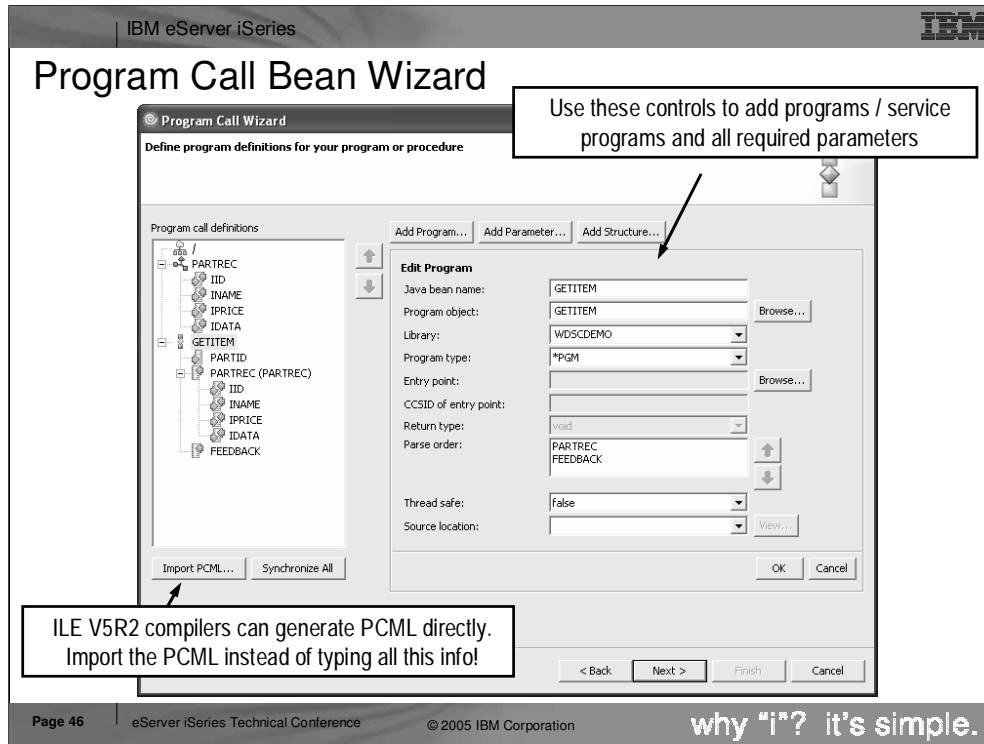 IBM eServer iSeries
IBM
Program Call Bean Wizard
Use these controls to add programs / service
programs and all required parameters
Program Call Wizard
Define program definitions for your program or procedure
Program call definitions
/
PARTREC
IID
INAME
IPRICE
IDATA
GETITEM
PARTID
PARTREC (PARTREC)
IID
INAME
IPRICE
IDATA
FEEDBACK
Import PCML...
Synchronize All
Add Program...
Add Parameter...
Add Structure...
Edit Program
Java bean name:
GETITEM
Program object:
GETITEM
Browse...
Library:
WDSCDEMO
Program type:
*PGM
Entry point:
Browse...
CCSID of entry point:
Return type:
void
Parse order:
PARTREC
FEEDBACK
Thread safe:
false
Source location:
View...
OK
Cancel
ILE V5R2 compilers can generate PCML directly.
Import the PCML instead of typing all this info!
< Back
Next >
Finish
Cancel
Page 46
eServer iSeries Technical Conference
© 2005 IBM Corporation
why "i"? it's simple.